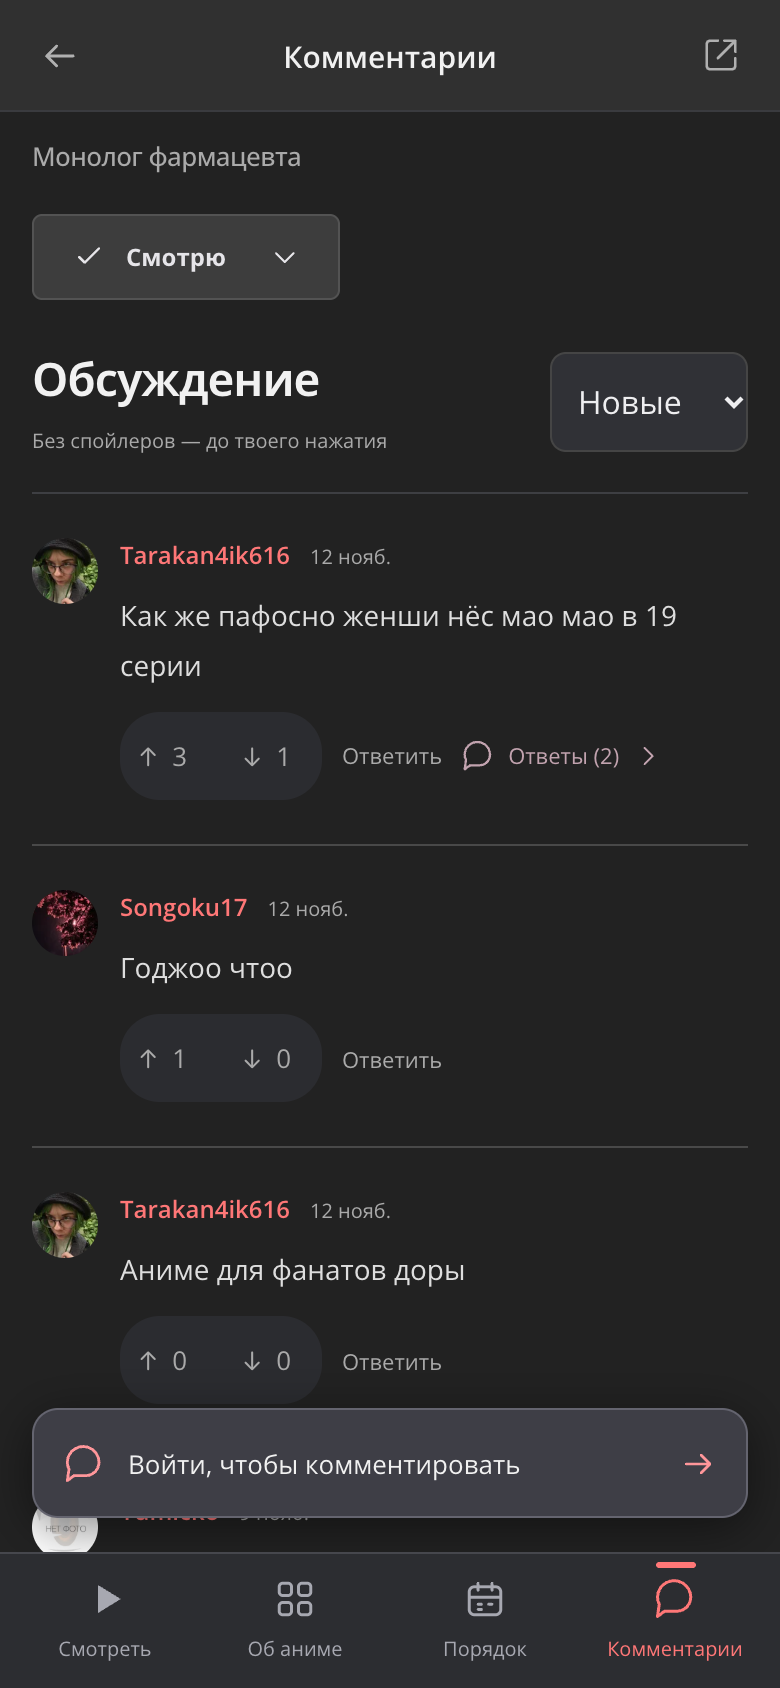 Комментарии
Монолог фармацевта
Смотрю
Обсуждение
Новые
Без спойлеров — до твоего нажатия
Tarakan4ik616 12 нояб.
Как же пафосно женши нёс мао мао в 19
серии
3 1 Ответить Ответы (2)
Songoku17 12 нояб.
Годжоо чтоо
1 0 Ответить
Tarakan4ik616 12 нояб.
Аниме для фанатов доры
0 0 Ответить
Войти, чтобы комментировать
НЕТ ФОТО
Смотреть Об аниме Порядок Комментарии